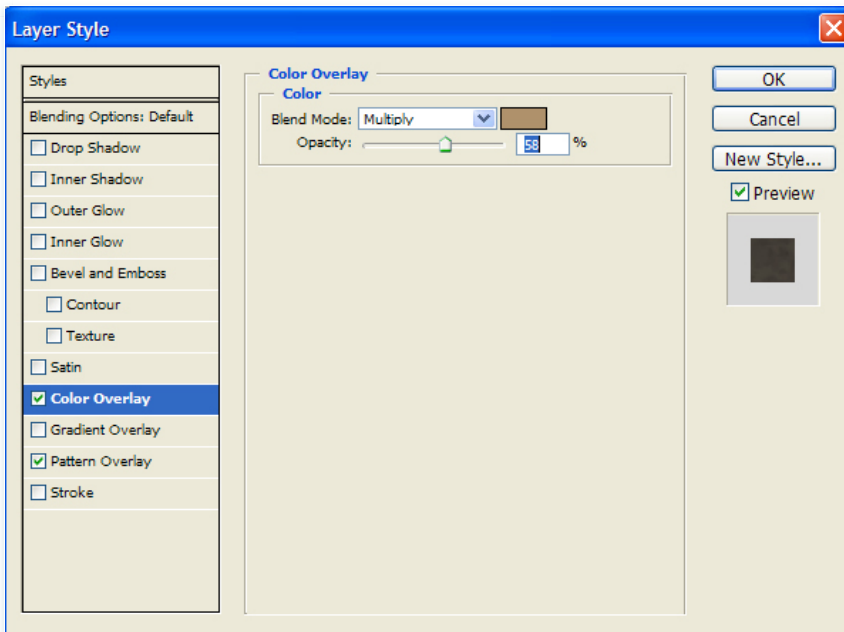 Layer Style
Styles
Blending Options: Default
Drop Shadow
Inner Shadow
Outer Glow
Inner Glow
Bevel and Emboss
Contour
Texture
Satin
Color Overlay
Gradient Overlay
Pattern Overlay
Stroke
Color Overlay
Color
Blend Mode: Multiply
Opacity: 58 %
OK
Cancel
New Style...
Preview